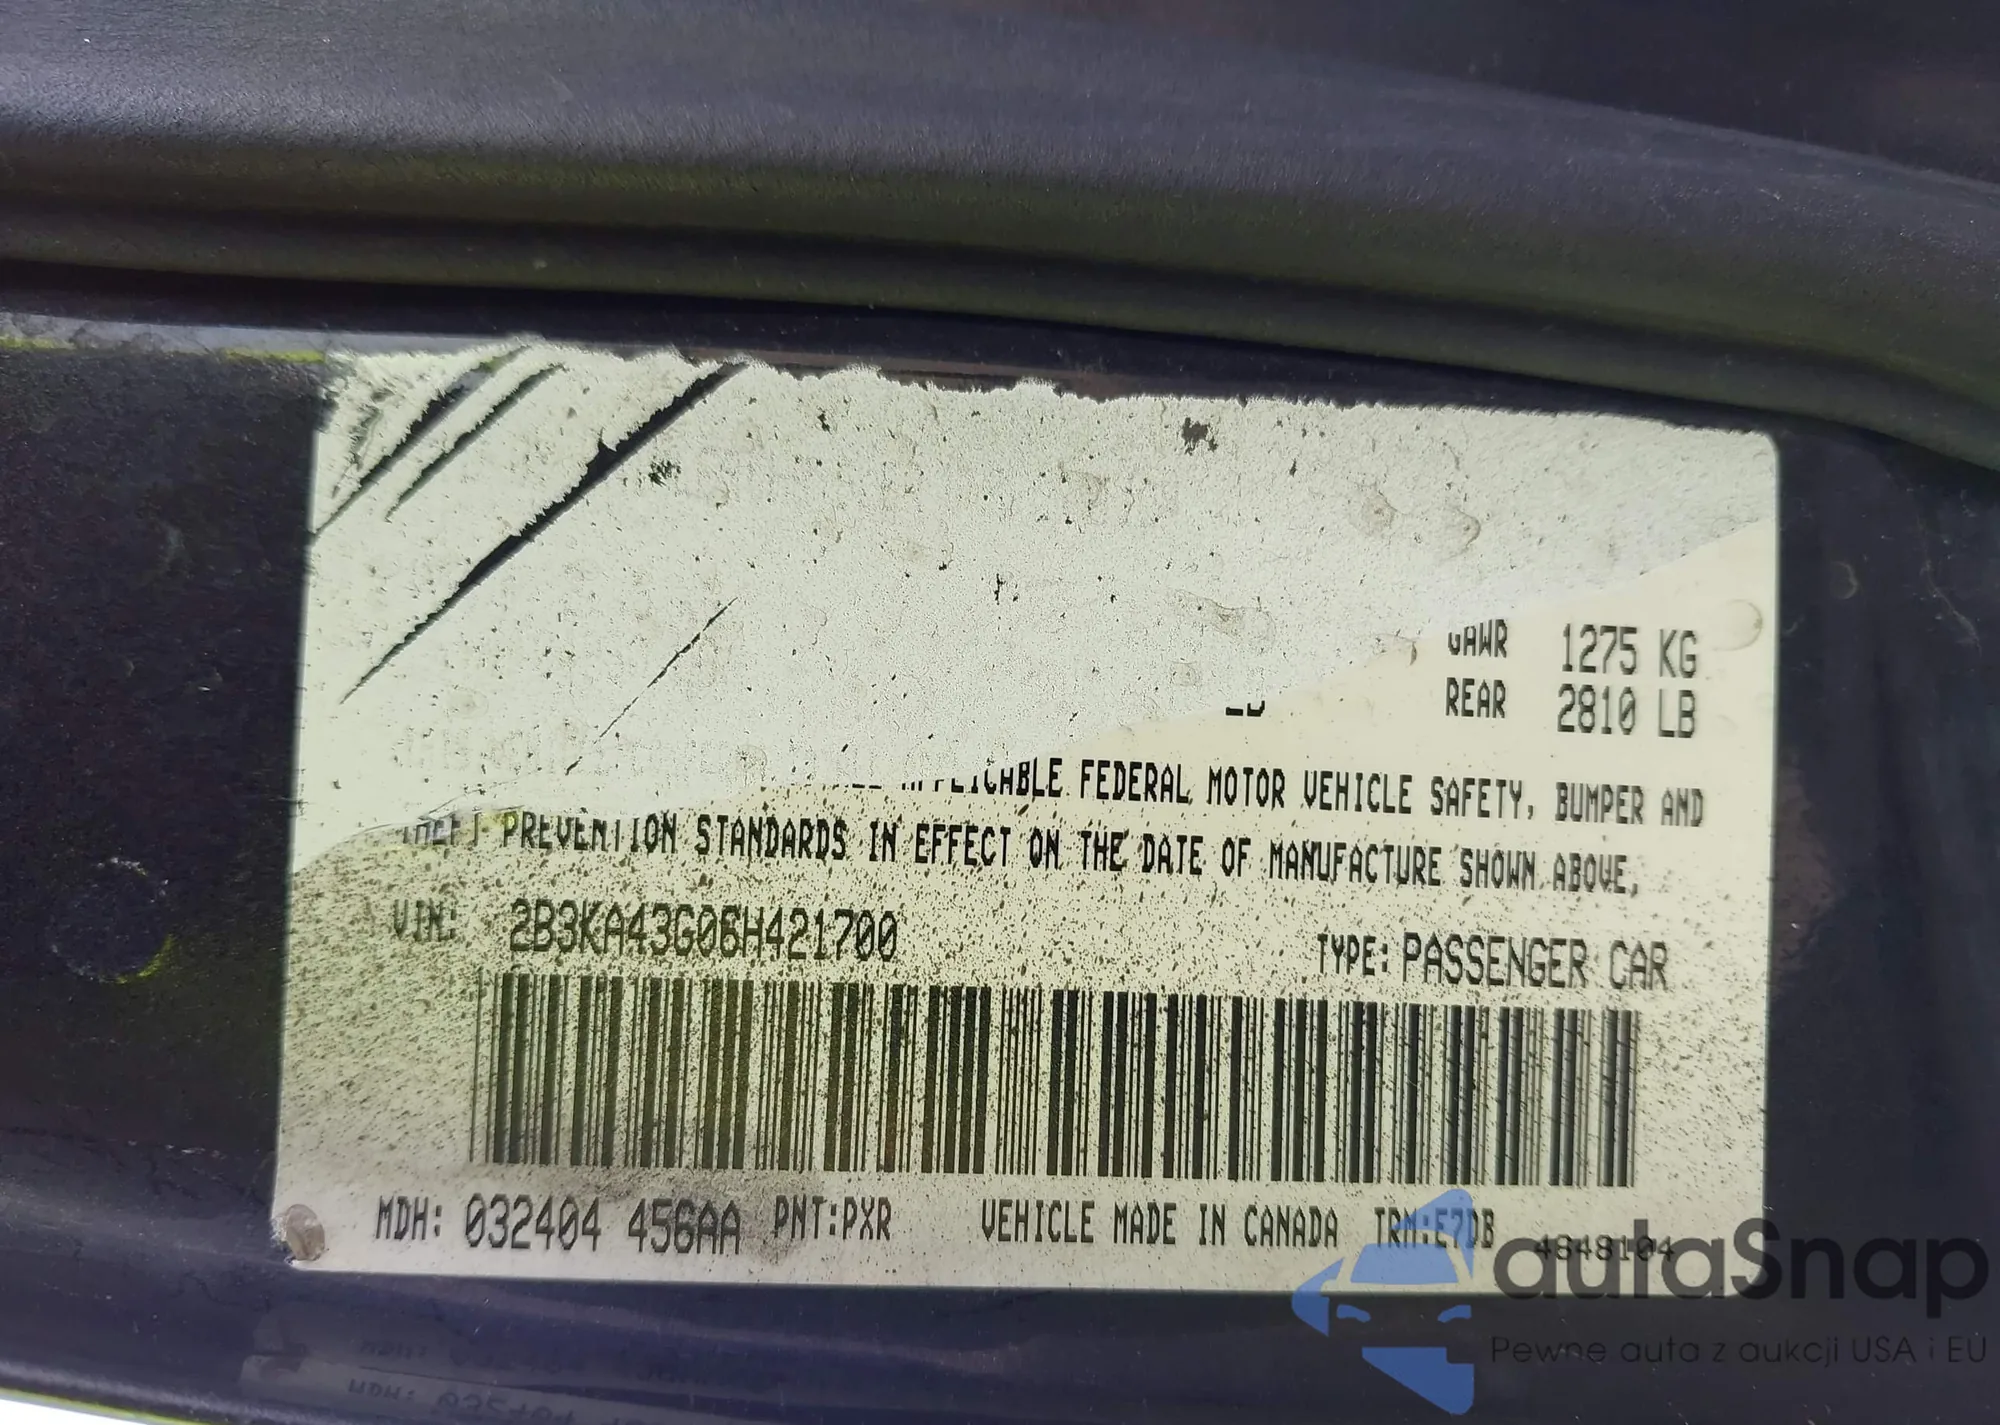 GAWR 1275 KG
REAR 2810 LB
APPLICABLE FEDERAL MOTOR VEHICLE SAFETY, BUMPER AND
THEFT PREVENTION STANDARDS IN EFFECT ON THE DATE OF MANUFACTURE SHOWN ABOVE,
VIN: 2B3KA43G06H421700 TYPE: PASSENGER CAR
MDH: 032404 456AA PNT:PXR VEHICLE MADE IN CANADA TRM:E7DB 4848104
autaSnap
Pewne auta z aukcji USA i EU